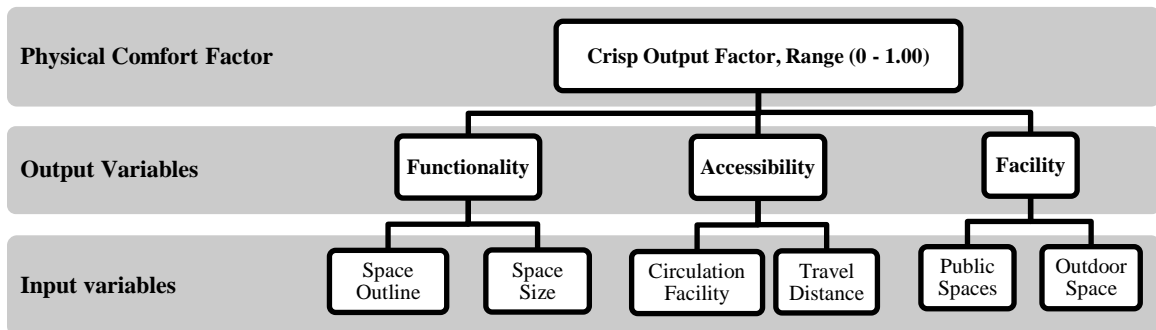 Physical Comfort Factor
Crisp Output Factor, Range (0 - 1.00)
Output Variables
Functionality
Accessibility
Facility
Input variables
Space
Outline
Space
Size
Circulation
Facility
Travel
Distance
Public
Spaces
Outdoor
Space